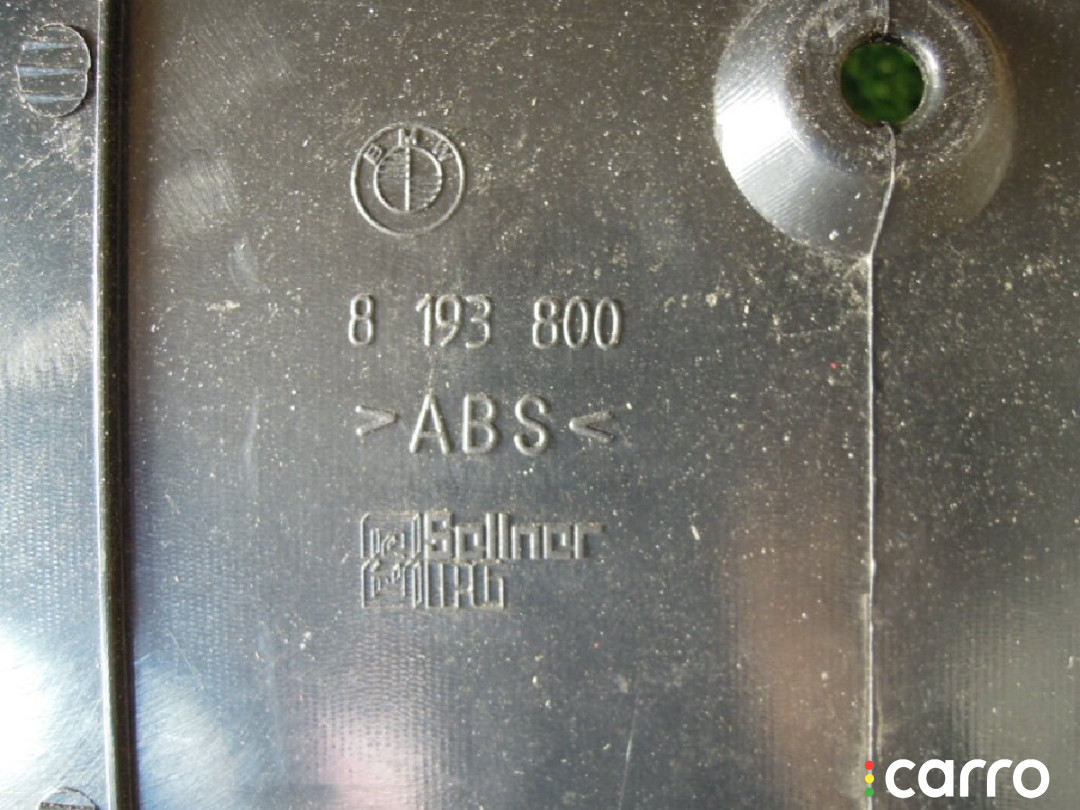 BMW
8 193 800
>ABS<
Sellner
carro